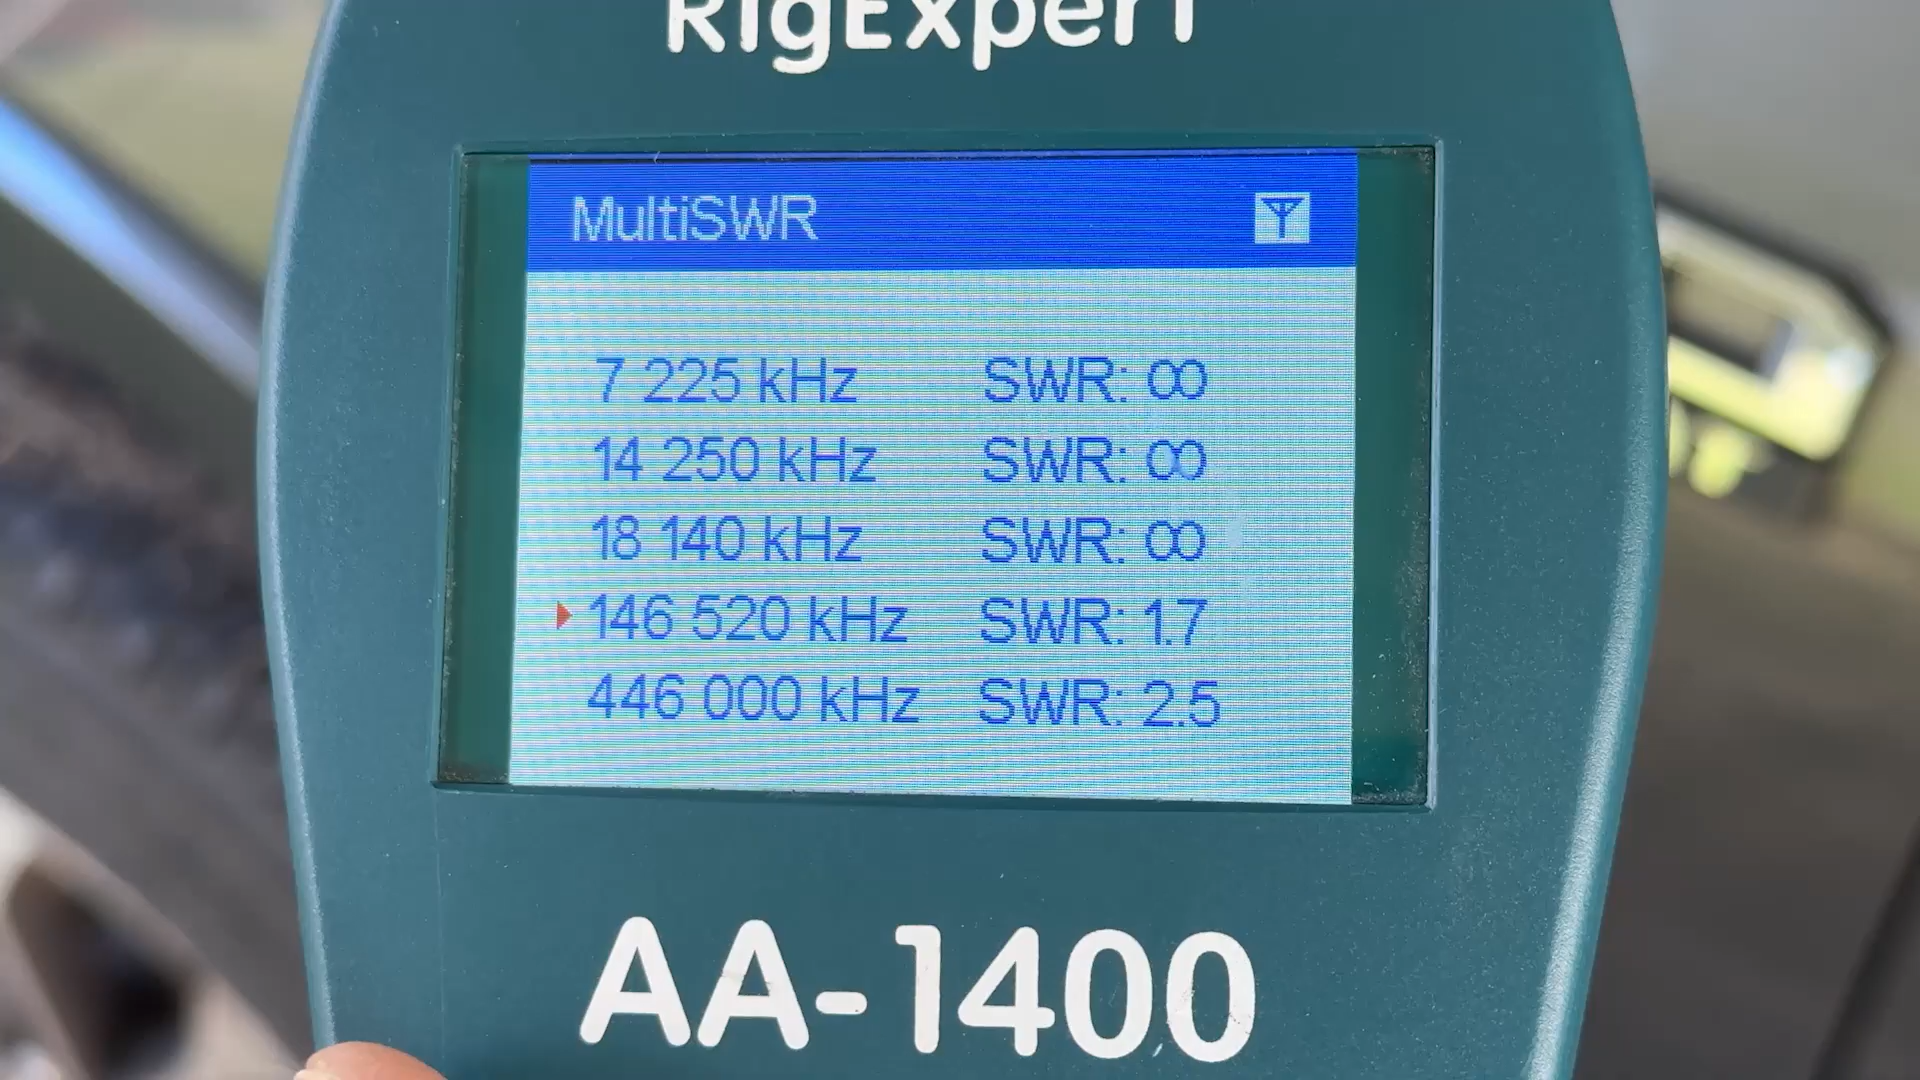 RigExpert
MultiSWR
7 225 kHz SWR: ∞
14 250 kHz SWR: ∞
18 140 kHz SWR: ∞
146 520 kHz SWR: 1.7
446 000 kHz SWR: 2.5
AA-1400